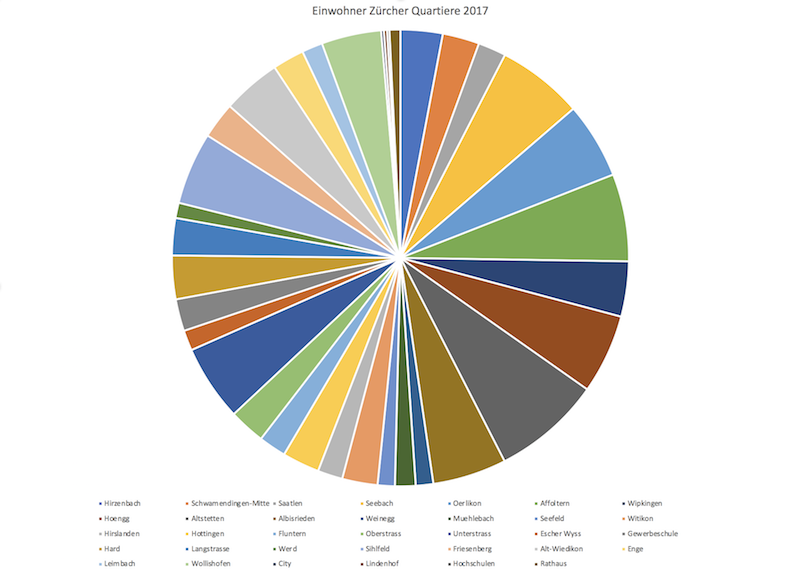 Einwohner Zürcher Quartiere 2017
Hirzenbach Schwamendingen-Mitte Saatlen Seebach Oerlikon Affoltern Wipkingen
Hoengg Altstetten Albisrieden Weinegg Muehlebach Seefeld Witikon
Hirslanden Hottingen Fluntern Oberstrass Unterstrass Escher Wyss Gewerbeschule
Hard Langstrasse Werd Sihlfeld Friesenberg Alt-Wiedikon Enge
Leimbach Wollishofen City Lindenhof Hochschulen Rathaus